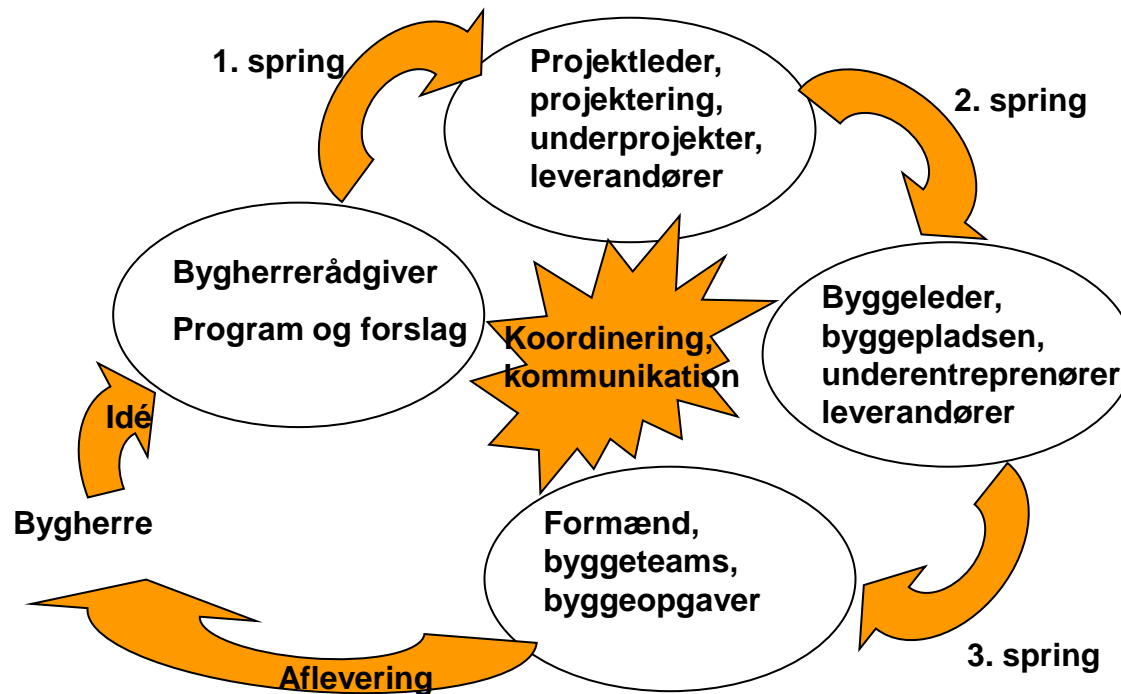 1. spring
Projektleder,
projektering,
underprojekter,
leverandører
2. spring
Bygherrerådgiver
Program og forslag
Koordinering,
kommunikation
Byggeleder,
byggepladsen,
underentreprenører
leverandører
Idé
Bygherre
Formænd,
byggeteams,
byggeopgaver
3. spring
Aflevering